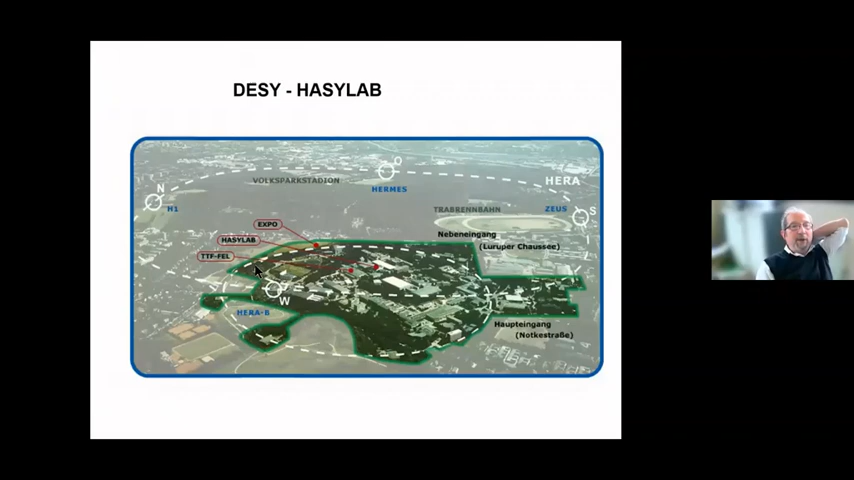 DESY - HASYLAB
O
VOLKSPARKSTADION
HERMES
HERA
N
H1
TRABRENNBAHN
ZEUS
S
EXPO
HASYLAB
TTF-FEL
Nebeneingang
(Luruper Chaussee)
W
HERA-B
Haupteingang
(Notkestraße)